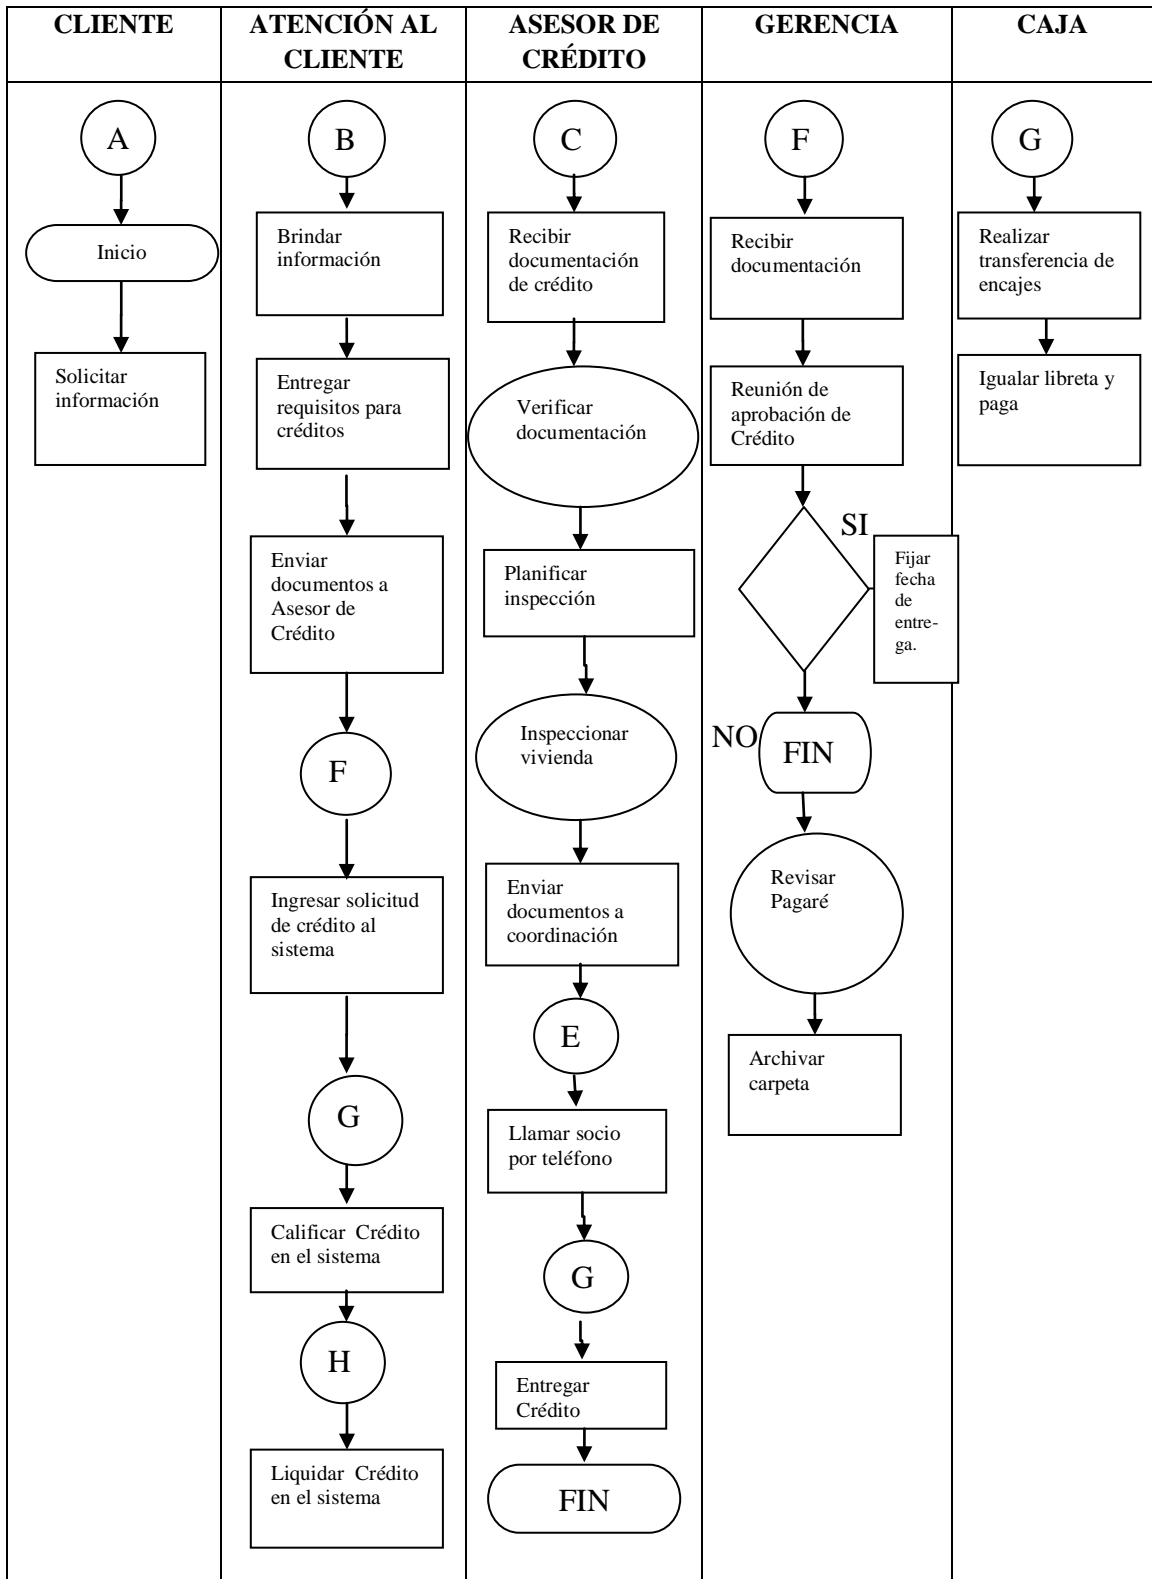 CLIENTE
ATENCIÓN AL
CLIENTE
ASESOR DE
CRÉDITO
GERENCIA
CAJA
A
Inicio
Solicitar
información
B
Brindar
información
Entregar
requisitos para
créditos
Enviar
documentos a
Asesor de
Crédito
F
Ingresar solicitud
de crédito al
sistema
G
Calificar Crédito
en el sistema
H
Liquidar Crédito
en el sistema
C
Recibir
documentación
de crédito
Verificar
documentación
Planificar
inspección
Inspeccionar
vivienda
Enviar
documentos a
coordinación
E
Llamar socio
por teléfono
G
Entregar
Crédito
FIN
F
Recibir
documentación
Reunión de
aprobación de
Crédito
SI
Fijar
fecha
de
entre-
ga.
NO
FIN
Revisar
Pagaré
Archivar
carpeta
G
Realizar
transferencia de
encajes
Igualar libreta y
paga